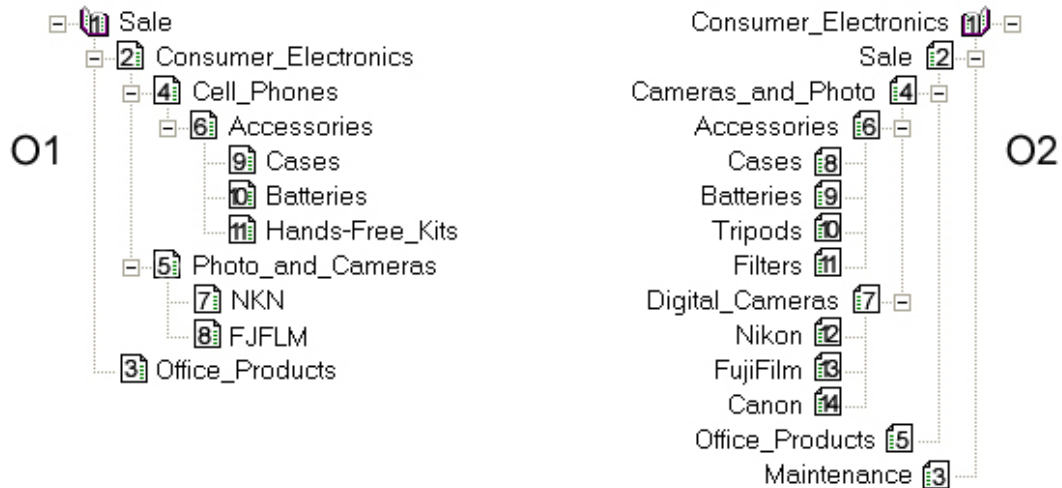 1 Sale
2 Consumer_Electronics
4 Cell_Phones
6 Accessories
9 Cases
10 Batteries
11 Hands-Free_Kits
5 Photo_and_Cameras
7 NKN
8 FJFLM
3 Office_Products
O1
Consumer_Electronics 1
Sale 2
Cameras_and_Photo 4
Accessories 6
Cases 8
Batteries 9
Tripods 10
Filters 11
Digital_Cameras 7
Nikon 12
FujiFilm 13
Canon 14
Office_Products 5
Maintenance 3
O2